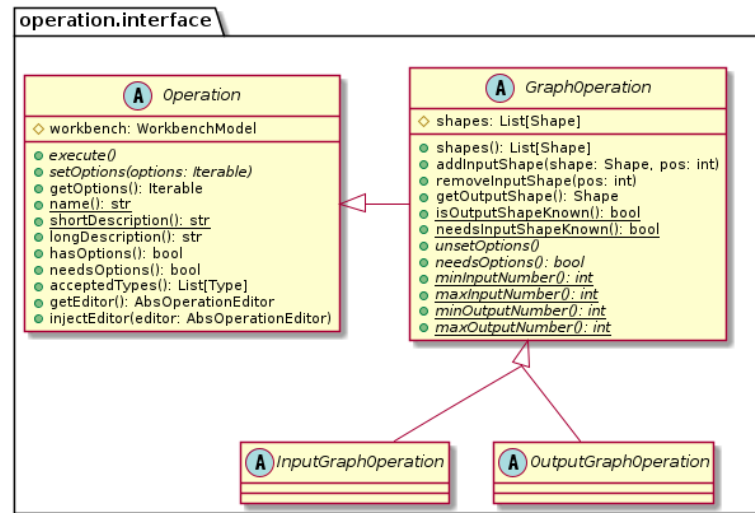 operation.interface
A Operation
workbench: WorkbenchModel
execute()
setOptions(options: Iterable)
getOptions(): Iterable
name(): str
shortDescription(): str
longDescription(): str
hasOptions(): bool
needsOptions(): bool
acceptedTypes(): List[Type]
getEditor(): AbsOperationEditor
injectEditor(editor: AbsOperationEditor)
A GraphOperation
shapes: List[Shape]
shapes(): List[Shape]
addInputShape(shape: Shape, pos: int)
removeInputShape(pos: int)
getOutputShape(): Shape
isOutputShapeKnown(): bool
needsInputShapeKnown(): bool
unsetOptions()
needsOptions(): bool
minInputNumber(): int
maxInputNumber(): int
minOutputNumber(): int
maxOutputNumber(): int
A InputGraphOperation
A OutputGraphOperation